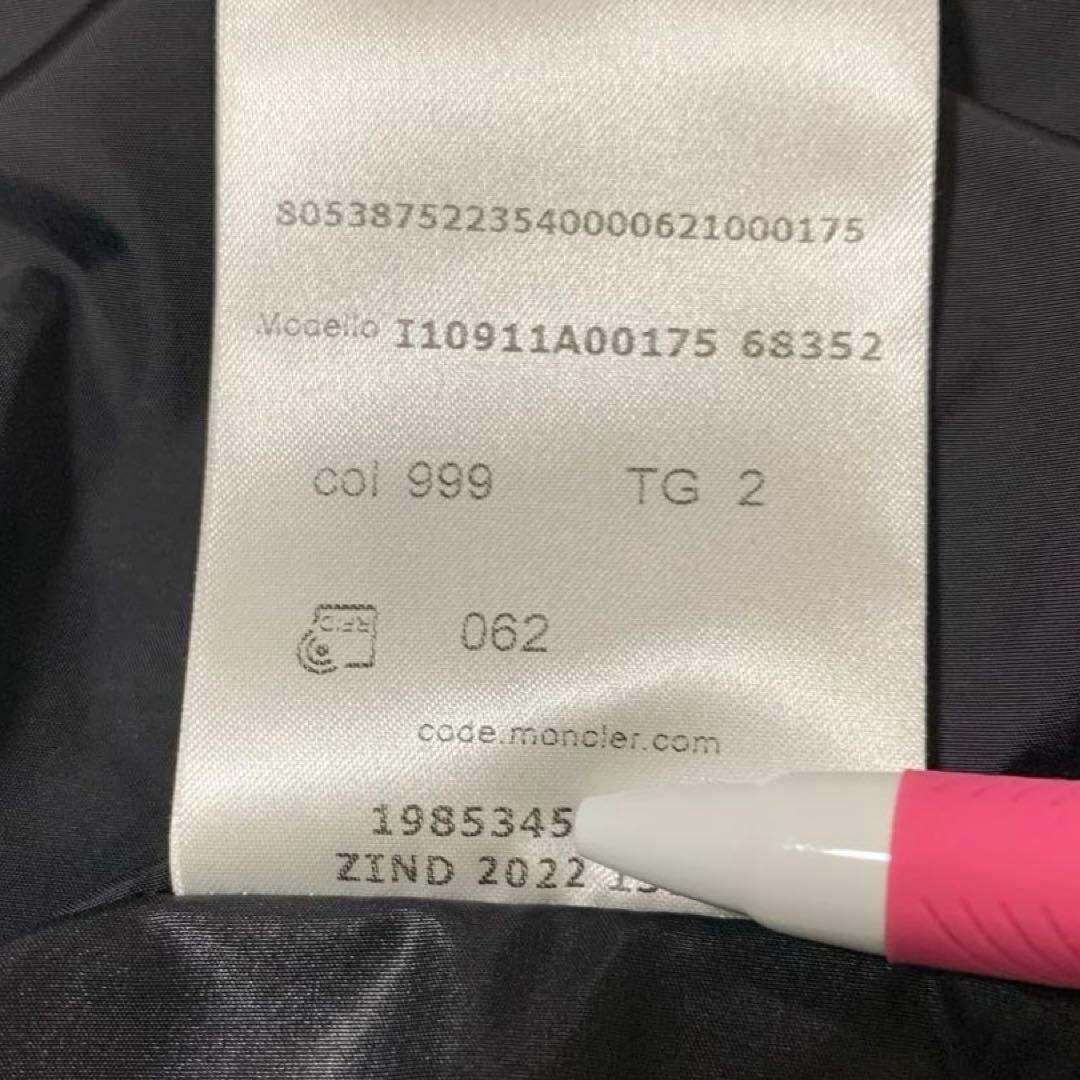 8053875223540000621000175
Modello I10911A00175 68352
col 999 TG 2
RFID 062
code.moncler.com
1985345
ZIND 2022